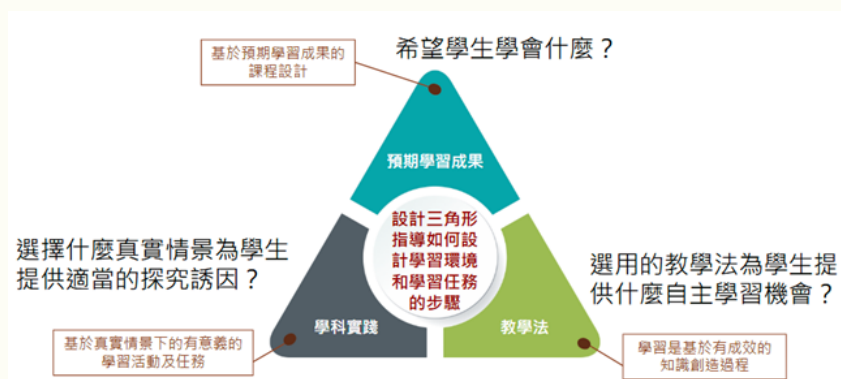 希望學生學會什麼？
基於預期學習成果的
課程設計
預期學習成果
設計三角形
指導如何設
計學習環境
和學習任務
的步驟
選擇什麼真實情景為學生
提供適當的探究誘因？
選用的教學法為學生提
供什麼自主學習機會？
學科實踐
教學法
基於真實情景下的有意義的
學習活動及任務
學習是基於有成效的
知識創造過程